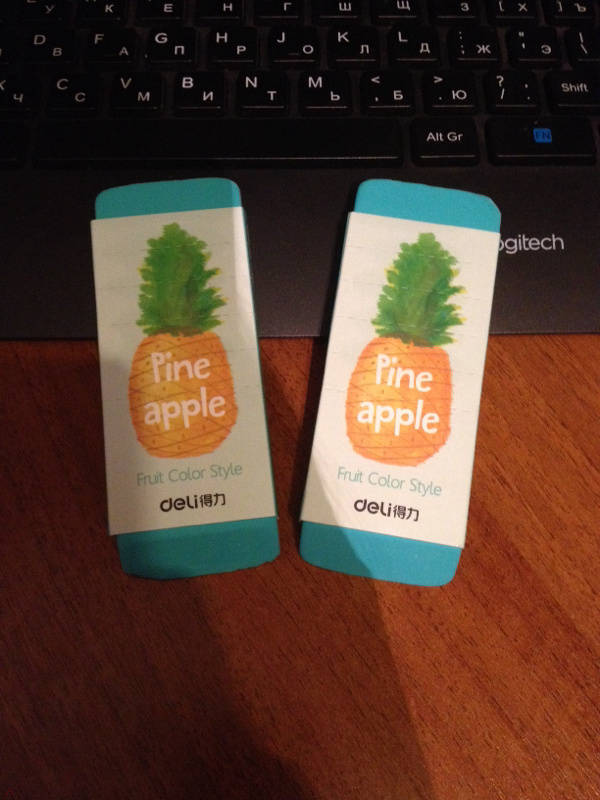 У К Е Н Г Ш Щ З [ Х ] Ъ
D F G H J K L : " |
В А П Р О Л Д ; Ж ' Э \
C V B N M < > ? Shift
Ч С М И Т Ь , Б . Ю / .
Alt Gr FN
ogitech
Pine
apple
Fruit Color Style
deli得力
Pine
apple
Fruit Color Style
deli得力